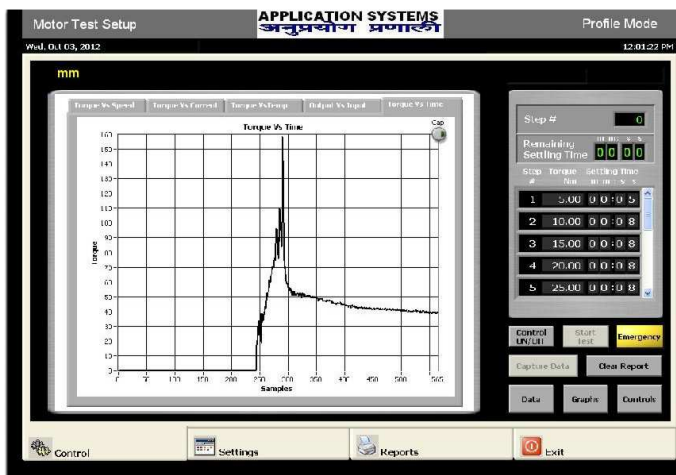 Motor Test Setup
APPLICATION SYSTEMS
अनुप्रयोग प्रणाली
Profile Mode
Wed, Oct 03, 2012
12:01:22 PM
mm
Torque Vs Speed
Torque Vs Current
Torque Vs Temp
Output Vs Input
Torque Vs Time
Torque Vs Time
Cap
160
150
140
130
120
110
100
90
80
70
60
50
40
30
20
10
0
Torque
0 50 100 150 200 250 300 350 400 450 500 565
Samples
Step # 0
m m : s s
Remaining Settling Time 0 0 0 0
Step # Torque Nm Settling Time m m : s s
1 5.00 0 0 : 0 5
2 10.00 0 0 : 0 8
3 15.00 0 0 : 0 8
4 20.00 0 0 : 0 8
5 25.00 0 0 : 0 8
Control ON/Off
Start Test
Emergency
Capture Data
Clear Report
Data
Graphs
Controls
Control
Settings
Reports
Exit